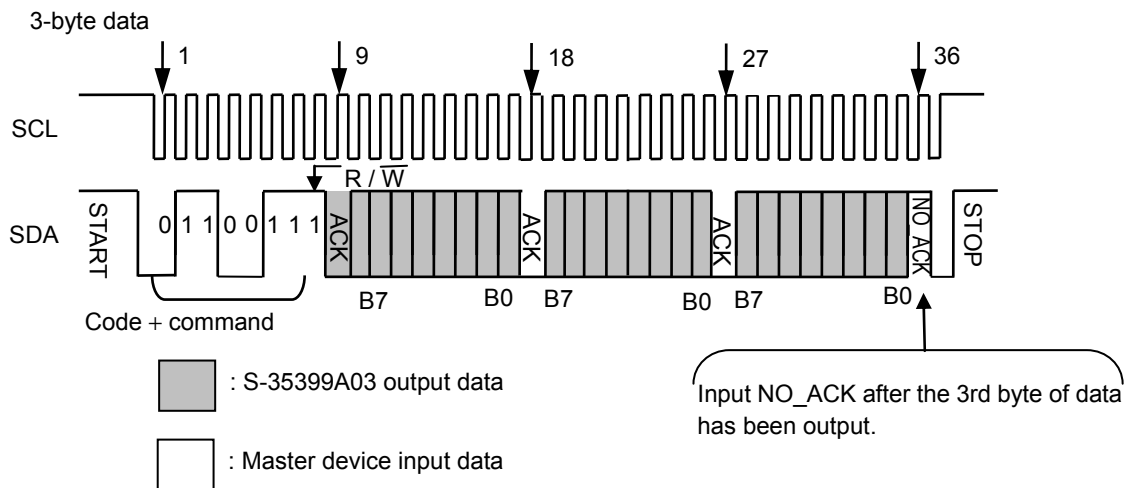 3-byte data
1 9 18 27 36
SCL
R / W
SDA
START 0 1 1 0 0 1 1 1 ACK ACK ACK NO_ACK STOP
B7 B0 B7 B0 B7 B0
Code + command
: S-35399A03 output data
: Master device input data
Input NO_ACK after the 3rd byte of data
has been output.